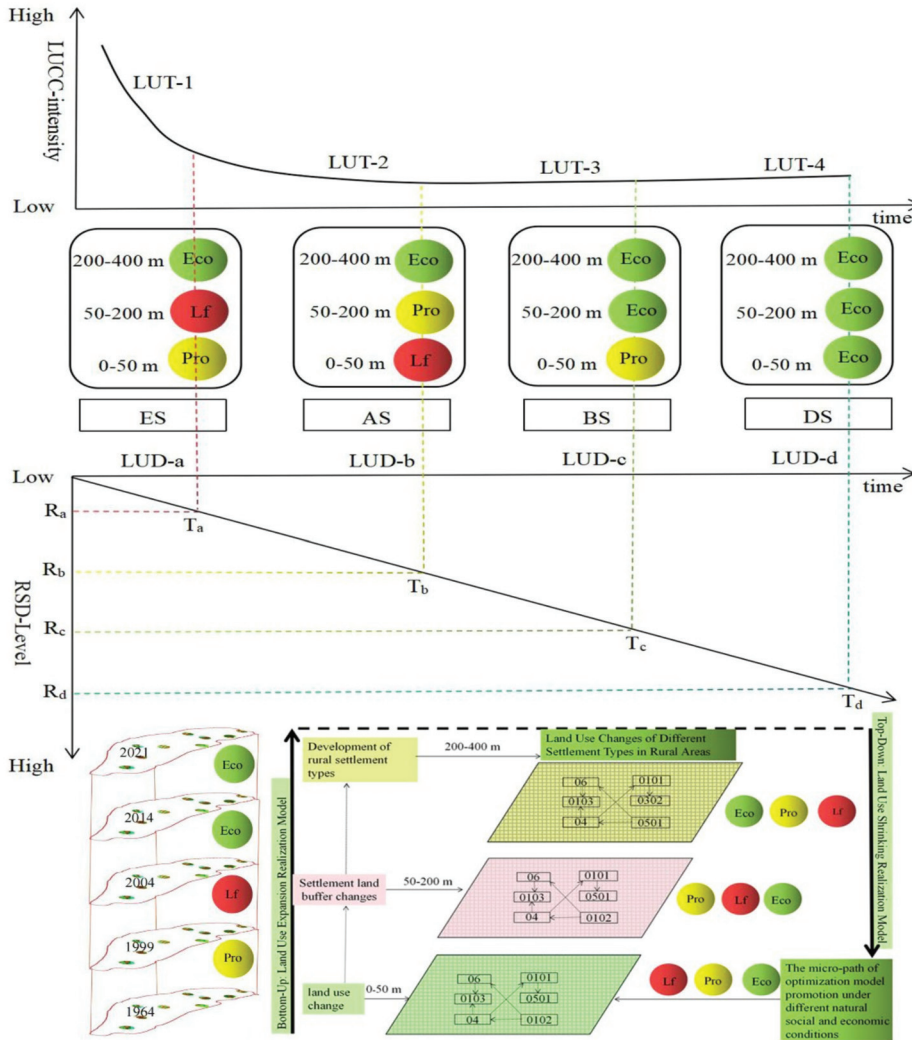 High
LUCC-intensity
LUT-1
LUT-2
LUT-3
LUT-4
Low
time
200-400 m
Eco
50-200 m
Lf
0-50 m
Pro
200-400 m
Eco
50-200 m
Pro
0-50 m
Lf
200-400 m
Eco
50-200 m
Eco
0-50 m
Pro
200-400 m
Eco
50-200 m
Eco
0-50 m
Eco
ES
AS
BS
DS
LUD-a
LUD-b
LUD-c
LUD-d
Low
time
Ra
Ta
Rb
Tb
RSD-Level
Rc
Tc
Rd
Td
High
2021
Eco
2014
Eco
2004
Lf
1999
Pro
1964
Bottom-Up: Land Use Expansion Realization Model
Development of
rural settlement
types
200-400 m
Land Use Changes of Different
Settlement Types in Rural Areas
06
0101
0103
0302
04
0501
Eco
Pro
Lf
Settlement land
buffer changes
50-200 m
06
0101
0103
0501
04
0102
Pro
Lf
Eco
land use
change
0-50 m
06
0101
0103
0501
04
0102
Lf
Pro
Eco
Top-Down: Land Use Shrinking Realization Model
The micro-path of
optimization model
promotion under
different natural
social and economic
conditions